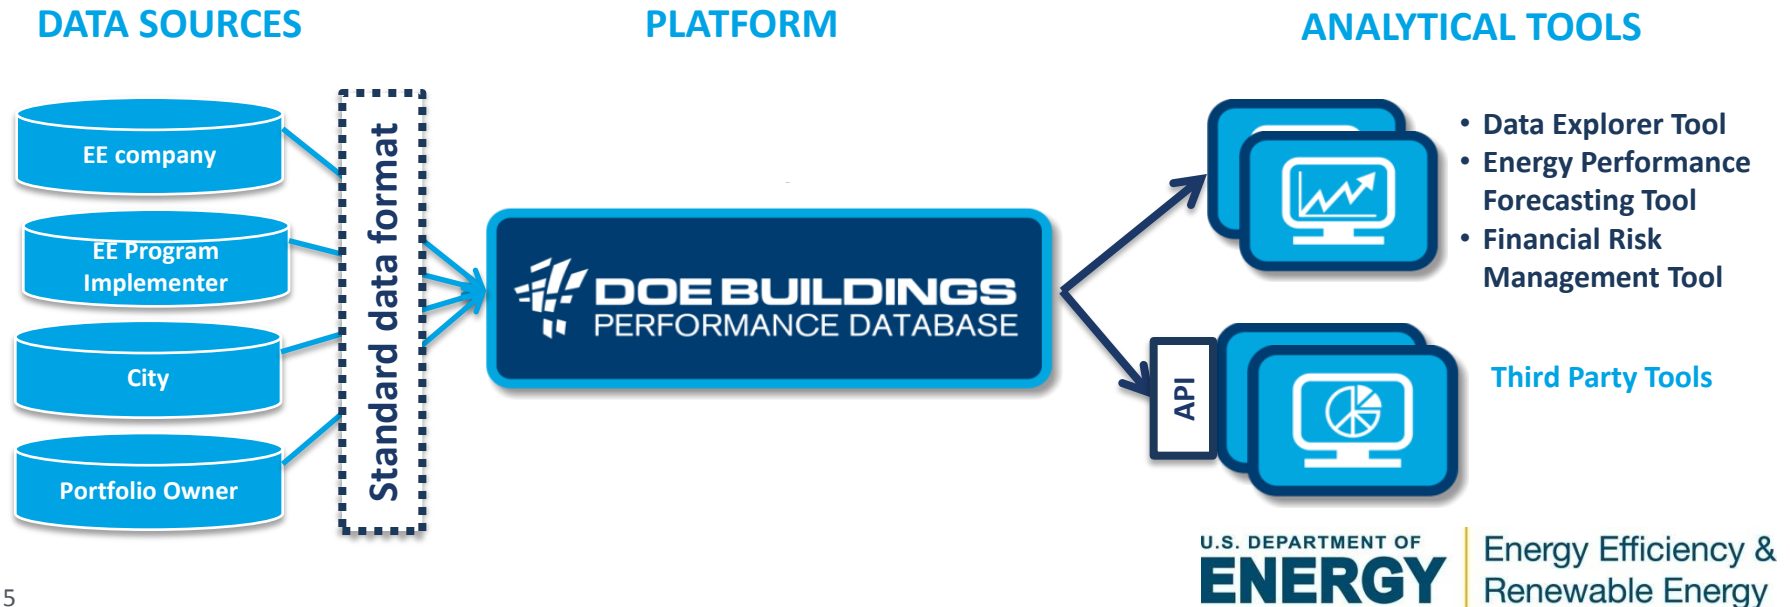 DATA SOURCES
PLATFORM
ANALYTICAL TOOLS
EE company
EE Program
Implementer
City
Portfolio Owner
Standard data format
DOE BUILDINGS
PERFORMANCE DATABASE
• Data Explorer Tool
• Energy Performance
Forecasting Tool
• Financial Risk
Management Tool
API
Third Party Tools
U.S. DEPARTMENT OF
ENERGY
Energy Efficiency &
Renewable Energy
5